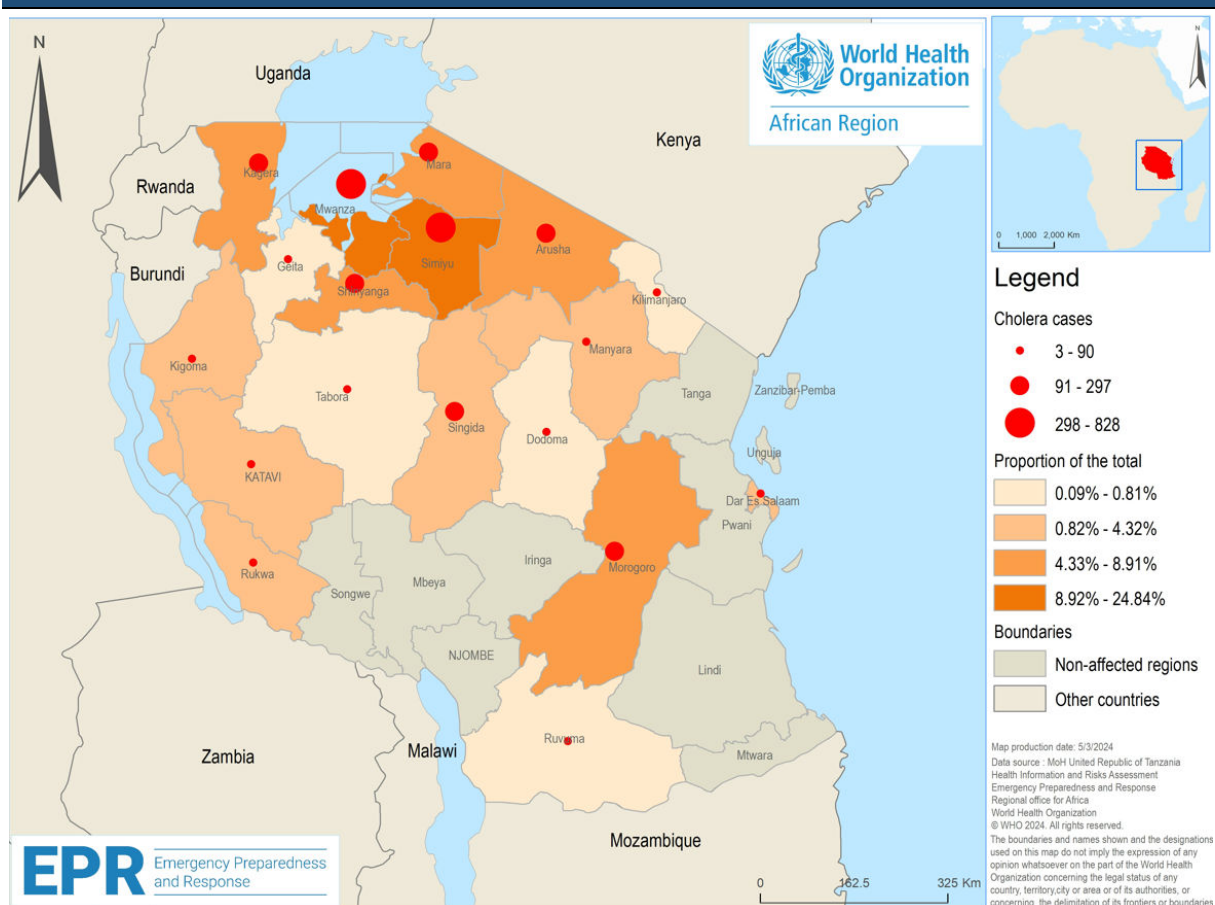 N
Uganda
Kenya
Rwanda
Burundi
Zambia
Malawi
Mozambique
World Health
Organization
African Region
Kagera
Mara
Mwanza
Simiyu
Arusha
Geita
Shinyanga
Kilimanjaro
Kigoma
Manyara
Tabora
Tanga
Zanzibar-Pemba
Singida
Dodoma
Unguja
KATAVI
Dar Es Salaam
Pwani
Rukwa
Iringa
Morogoro
Mbeya
Songwe
NJOMBE
Lindi
Ruvuma
Mtwara
EPR
Emergency Preparedness
and Response
0 162.5 325 Km
N
0 1,000 2,000 Km
Legend
Cholera cases
3 - 90
91 - 297
298 - 828
Proportion of the total
0.09% - 0.81%
0.82% - 4.32%
4.33% - 8.91%
8.92% - 24.84%
Boundaries
Non-affected regions
Other countries
Map production date: 5/3/2024
Data source : MoH United Republic of Tanzania
Health Information and Risks Assessment
Emergency Preparedness and Response
Regional office for Africa
World Health Organization
© WHO 2024. All rights reserved.
The boundaries and names shown and the designations
used on this map do not imply the expression of any
opinion whatsoever on the part of the World Health
Organization concerning the legal status of any
country, territory,city or area or of its authorities, or
concerning, the delimitation of its frontiers or boundaries